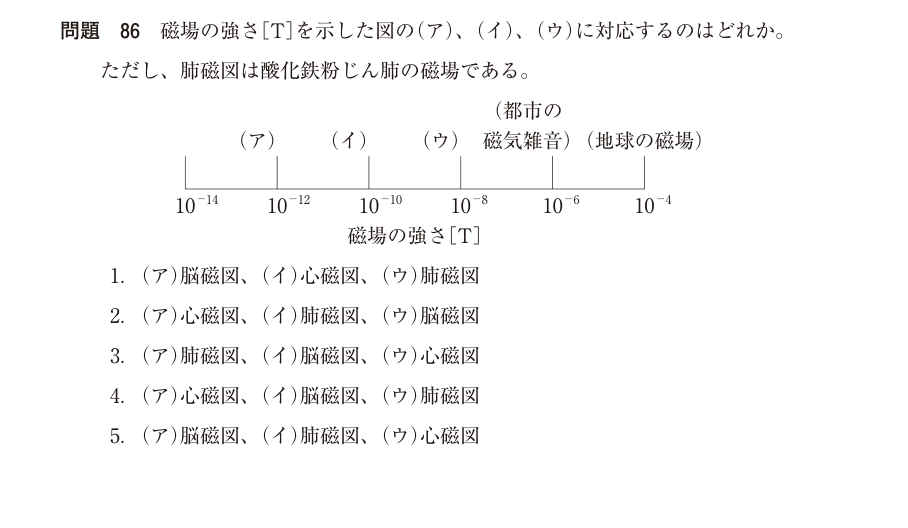 問題 86 磁場の強さ[T]を示した図の(ア)、(イ)、(ウ)に対応するのはどれか。
ただし、肺磁図は酸化鉄粉じん肺の磁場である。
(都市の
(ア) (イ) (ウ) 磁気雑音) (地球の磁場)
10⁻¹⁴ 10⁻¹² 10⁻¹⁰ 10⁻⁸ 10⁻⁶ 10⁻⁴
磁場の強さ[T]
1. (ア)脳磁図、(イ)心磁図、(ウ)肺磁図
2. (ア)心磁図、(イ)肺磁図、(ウ)脳磁図
3. (ア)肺磁図、(イ)脳磁図、(ウ)心磁図
4. (ア)心磁図、(イ)脳磁図、(ウ)肺磁図
5. (ア)脳磁図、(イ)肺磁図、(ウ)心磁図